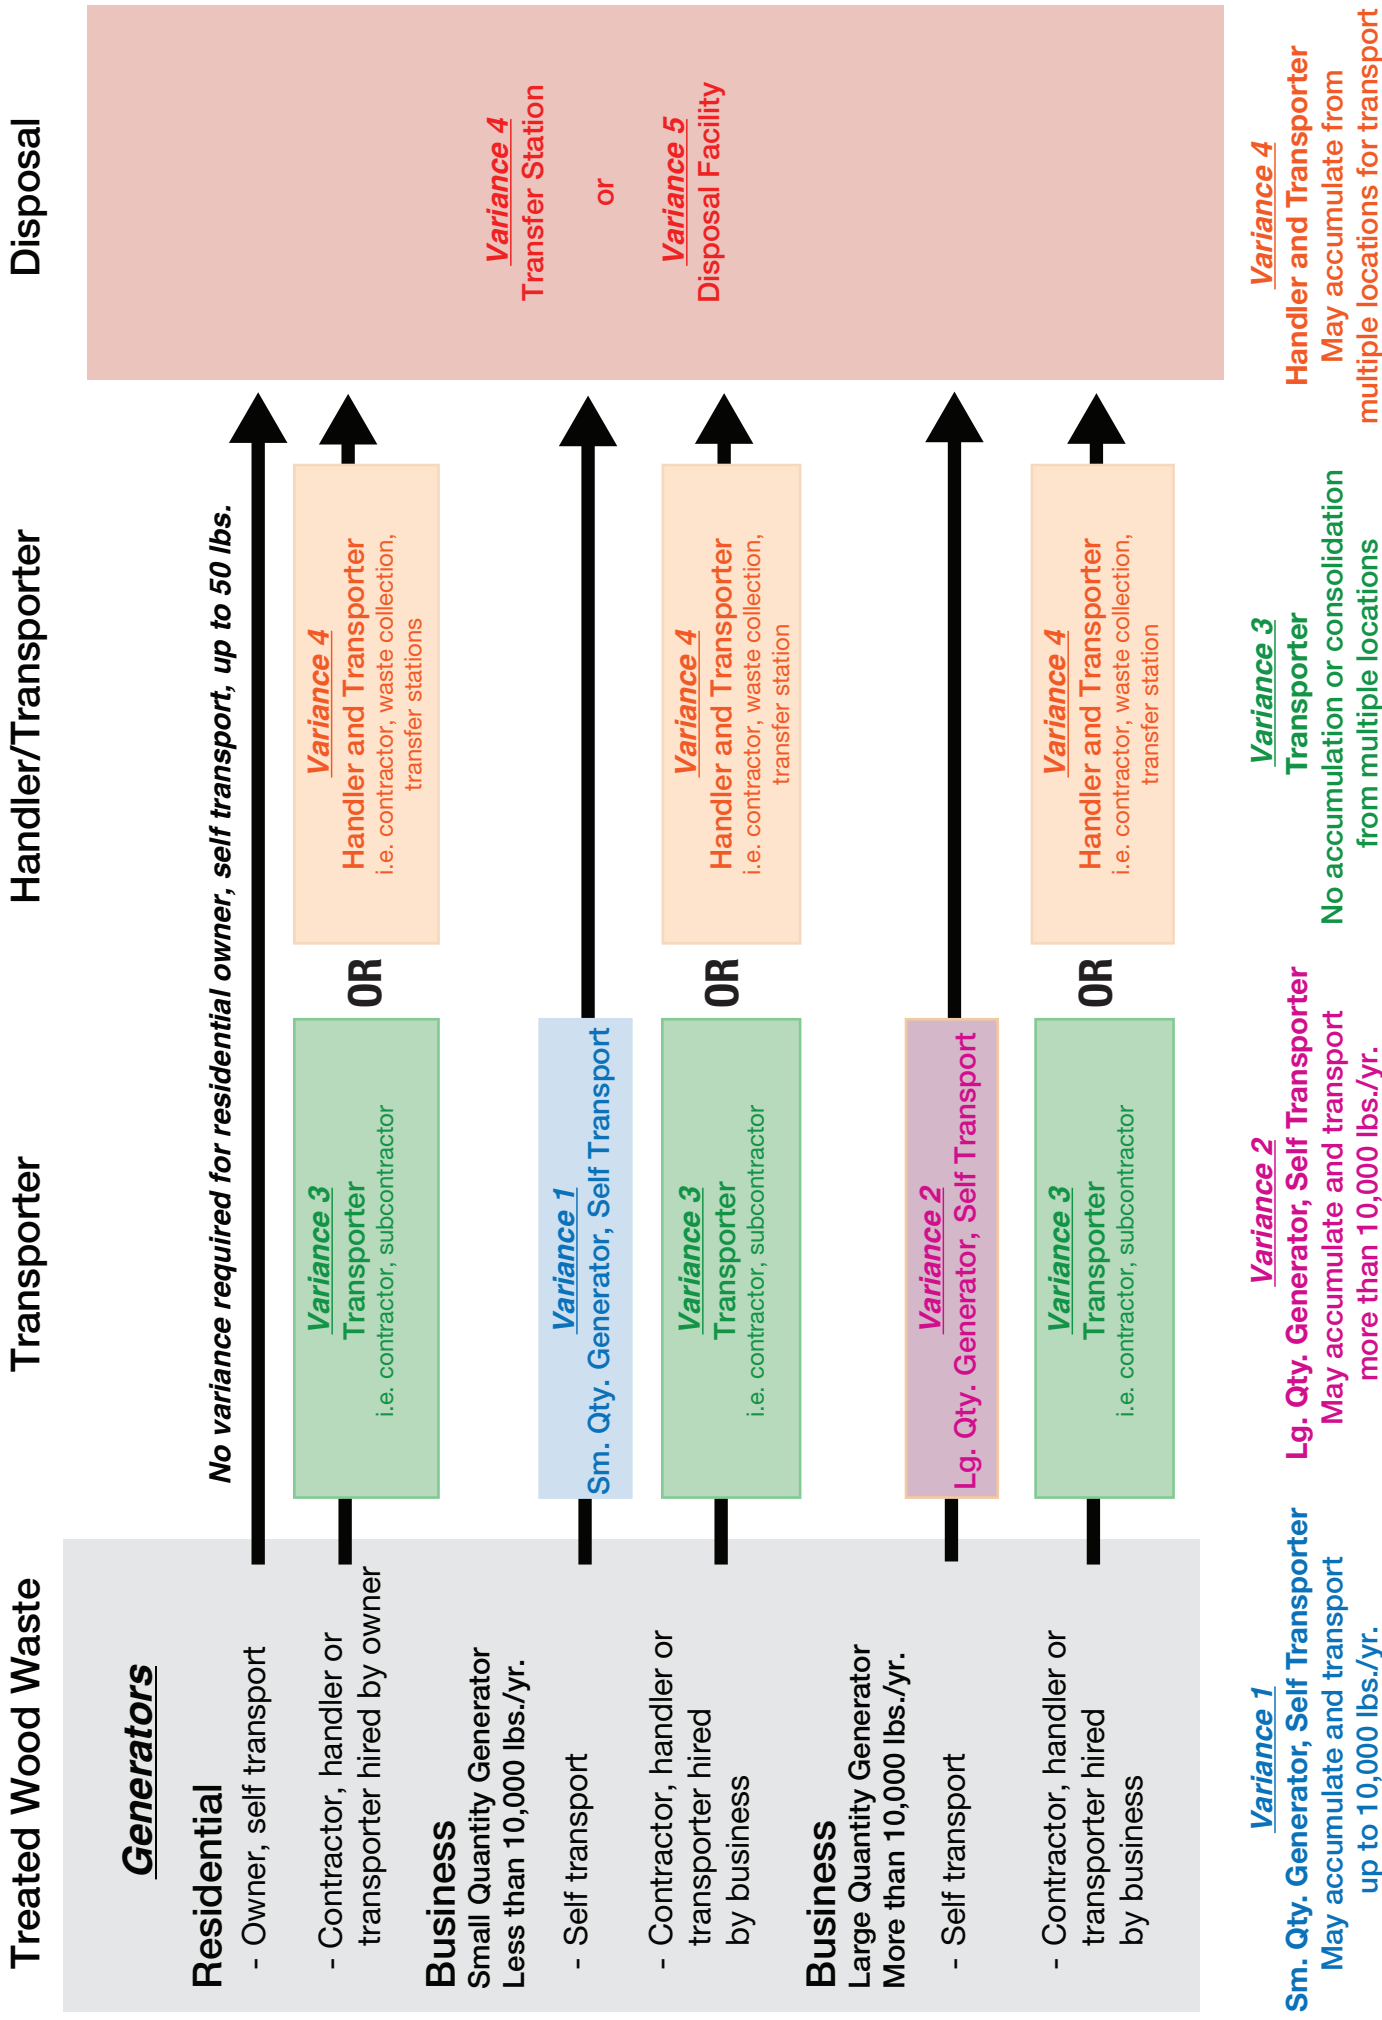 Treated Wood Waste
Transporter
Handler/Transporter
Disposal
Generators
Residential
- Owner, self transport
No variance required for residential owner, self transport, up to 50 lbs.
- Contractor, handler or
transporter hired by owner
Variance 3
Transporter
i.e. contractor, subcontractor
OR
Variance 4
Handler and Transporter
i.e. contractor, waste collection,
transfer stations
Business
Small Quantity Generator
Less than 10,000 lbs./yr.
- Self transport
Variance 1
Sm. Qty. Generator, Self Transport
- Contractor, handler or
transporter hired
by business
Variance 3
Transporter
i.e. contractor, subcontractor
OR
Variance 4
Handler and Transporter
i.e. contractor, waste collection,
transfer station
Business
Large Quantity Generator
More than 10,000 lbs./yr.
- Self transport
Variance 2
Lg. Qty. Generator, Self Transport
- Contractor, handler or
transporter hired
by business
Variance 3
Transporter
i.e. contractor, subcontractor
OR
Variance 4
Handler and Transporter
i.e. contractor, waste collection,
transfer station
Variance 4
Transfer Station
or
Variance 5
Disposal Facility
Variance 1
Sm. Qty. Generator, Self Transporter
May accumulate and transport
up to 10,000 lbs./yr.
Variance 2
Lg. Qty. Generator, Self Transporter
May accumulate and transport
more than 10,000 lbs./yr.
Variance 3
Transporter
No accumulation or consolidation
from multiple locations
Variance 4
Handler and Transporter
May accumulate from
multiple locations for transport